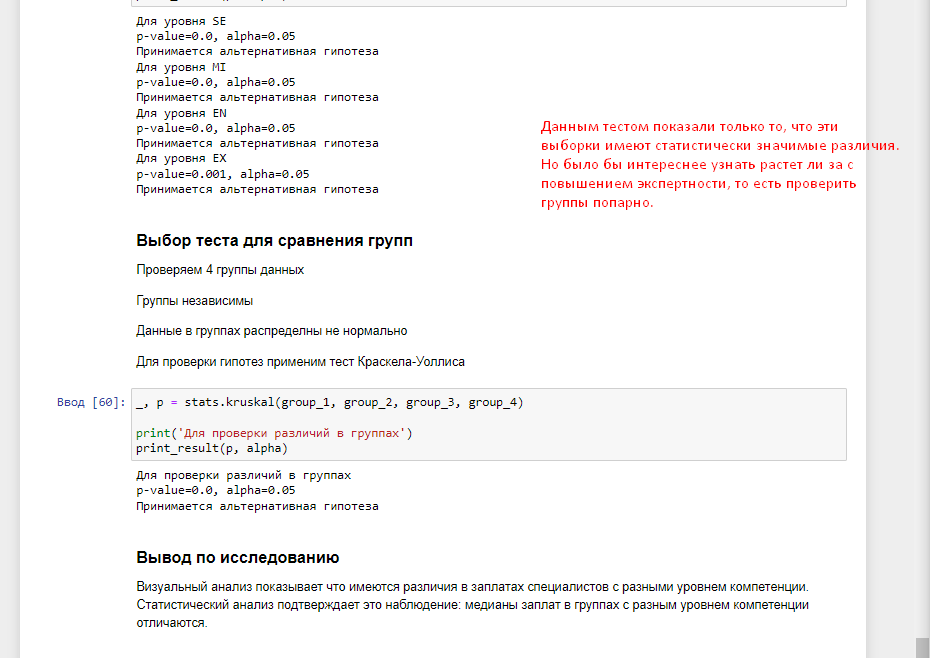 Для уровня SE
p-value=0.0, alpha=0.05
Принимается альтернативная гипотеза
Для уровня MI
p-value=0.0, alpha=0.05
Принимается альтернативная гипотеза
Для уровня EN
p-value=0.0, alpha=0.05
Принимается альтернативная гипотеза
Для уровня EX
p-value=0.001, alpha=0.05
Принимается альтернативная гипотеза
Данным тестом показали только то, что эти
выборки имеют статистически значимые различия.
Но было бы интереснее узнать растет ли за с
повышением экспертности, то есть проверить
группы попарно.
Выбор теста для сравнения групп
Проверяем 4 группы данных
Группы независимы
Данные в группах распределны не нормально
Для проверки гипотез применим тест Краскела-Уоллиса
Ввод [60]:
_, p = stats.kruskal(group_1, group_2, group_3, group_4)
print('Для проверки различий в группах')
print_result(p, alpha)
Для проверки различий в группах
p-value=0.0, alpha=0.05
Принимается альтернативная гипотеза
Вывод по исследованию
Визуальный анализ показывает что имеются различия в заплатах специалистов с разными уровнем компетенции.
Статистический анализ подтверждает это наблюдение: медианы заплат в группах с разным уровнем компетенции
отличаются.